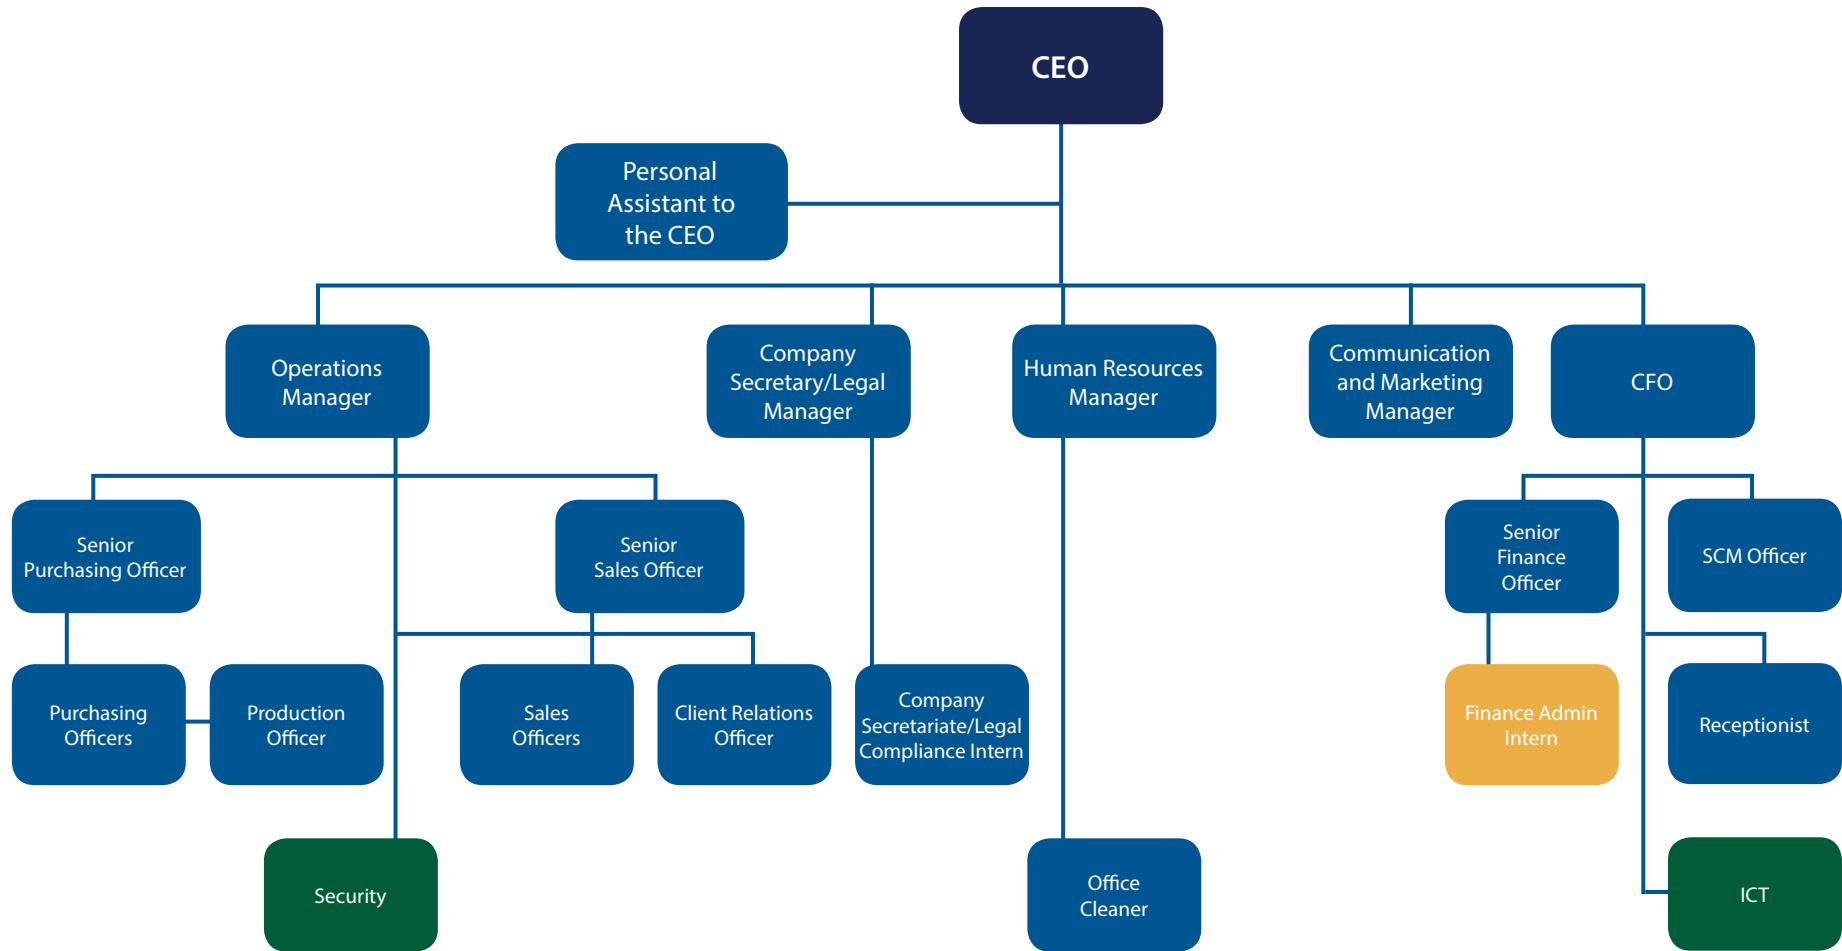 CEO
Personal
Assistant to
the CEO
Operations
Manager
Company
Secretary/Legal
Manager
Human Resources
Manager
Communication
and Marketing
Manager
CFO
Senior
Purchasing Officer
Senior
Sales Officer
Senior
Finance
Officer
SCM Officer
Purchasing
Officers
Production
Officer
Sales
Officers
Client Relations
Officer
Company
Secretariate/Legal
Compliance Intern
Finance Admin
Intern
Receptionist
Security
Office
Cleaner
ICT